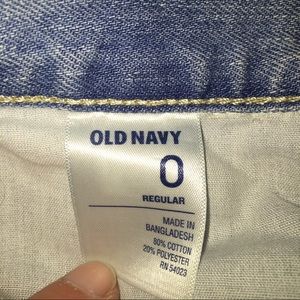 OLD NAVY
0
REGULAR
MADE IN
BANGLADESH
80% COTTON
20% POLYESTER
RN 54023